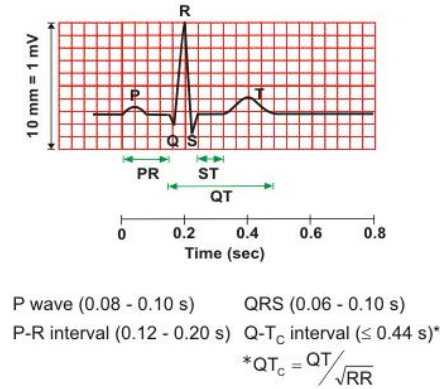 R
10 mm = 1 mV
P
T
Q S
PR ST
QT
0 0.2 0.4 0.6 0.8
Time (sec)
P wave (0.08 - 0.10 s) QRS (0.06 - 0.10 s)
P-R interval (0.12 - 0.20 s) Q-TC interval (≤ 0.44 s)*
*QTC = QT/√RR